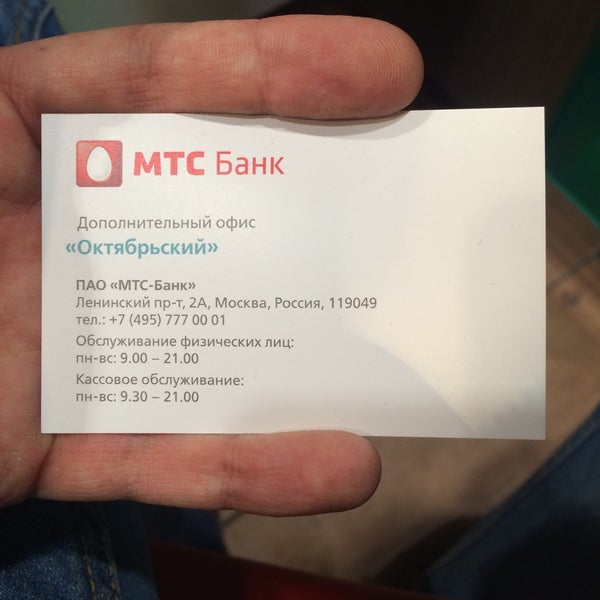 МТС Банк
Дополнительный офис
«Октябрьский»
ПАО «МТС-Банк»
Ленинский пр-т, 2А, Москва, Россия, 119049
тел.: +7 (495) 777 00 01
Обслуживание физических лиц:
пн-вс: 9.00 – 21.00
Кассовое обслуживание:
пн-вс: 9.30 – 21.00